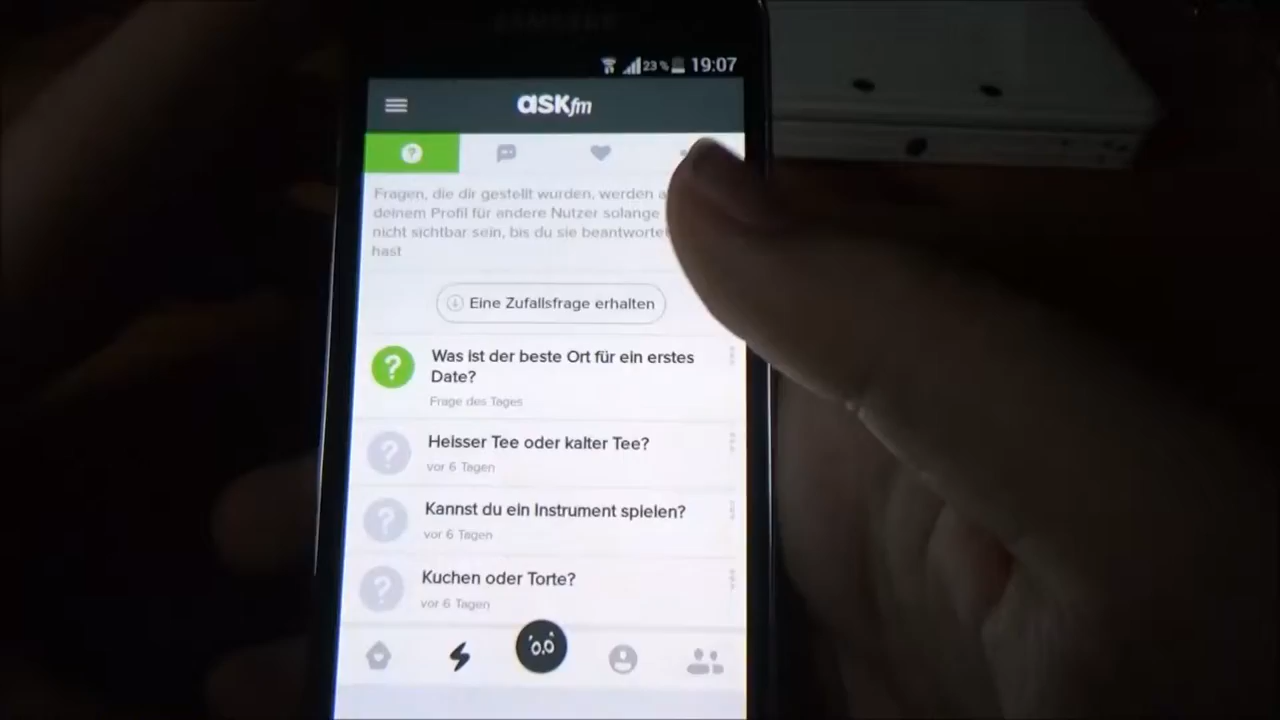 SAMSUNG
23 % 19:07
ASKfm
Fragen, die dir gestellt wurden, werden
deinem Profil für andere Nutzer solange
nicht sichtbar sein, bis du sie beantwortet
hast
Eine Zufallsfrage erhalten
Was ist der beste Ort für ein erstes
Date?
Frage des Tages
Heisser Tee oder kalter Tee?
vor 6 Tagen
Kannst du ein Instrument spielen?
vor 6 Tagen
Kuchen oder Torte?
vor 6 Tagen